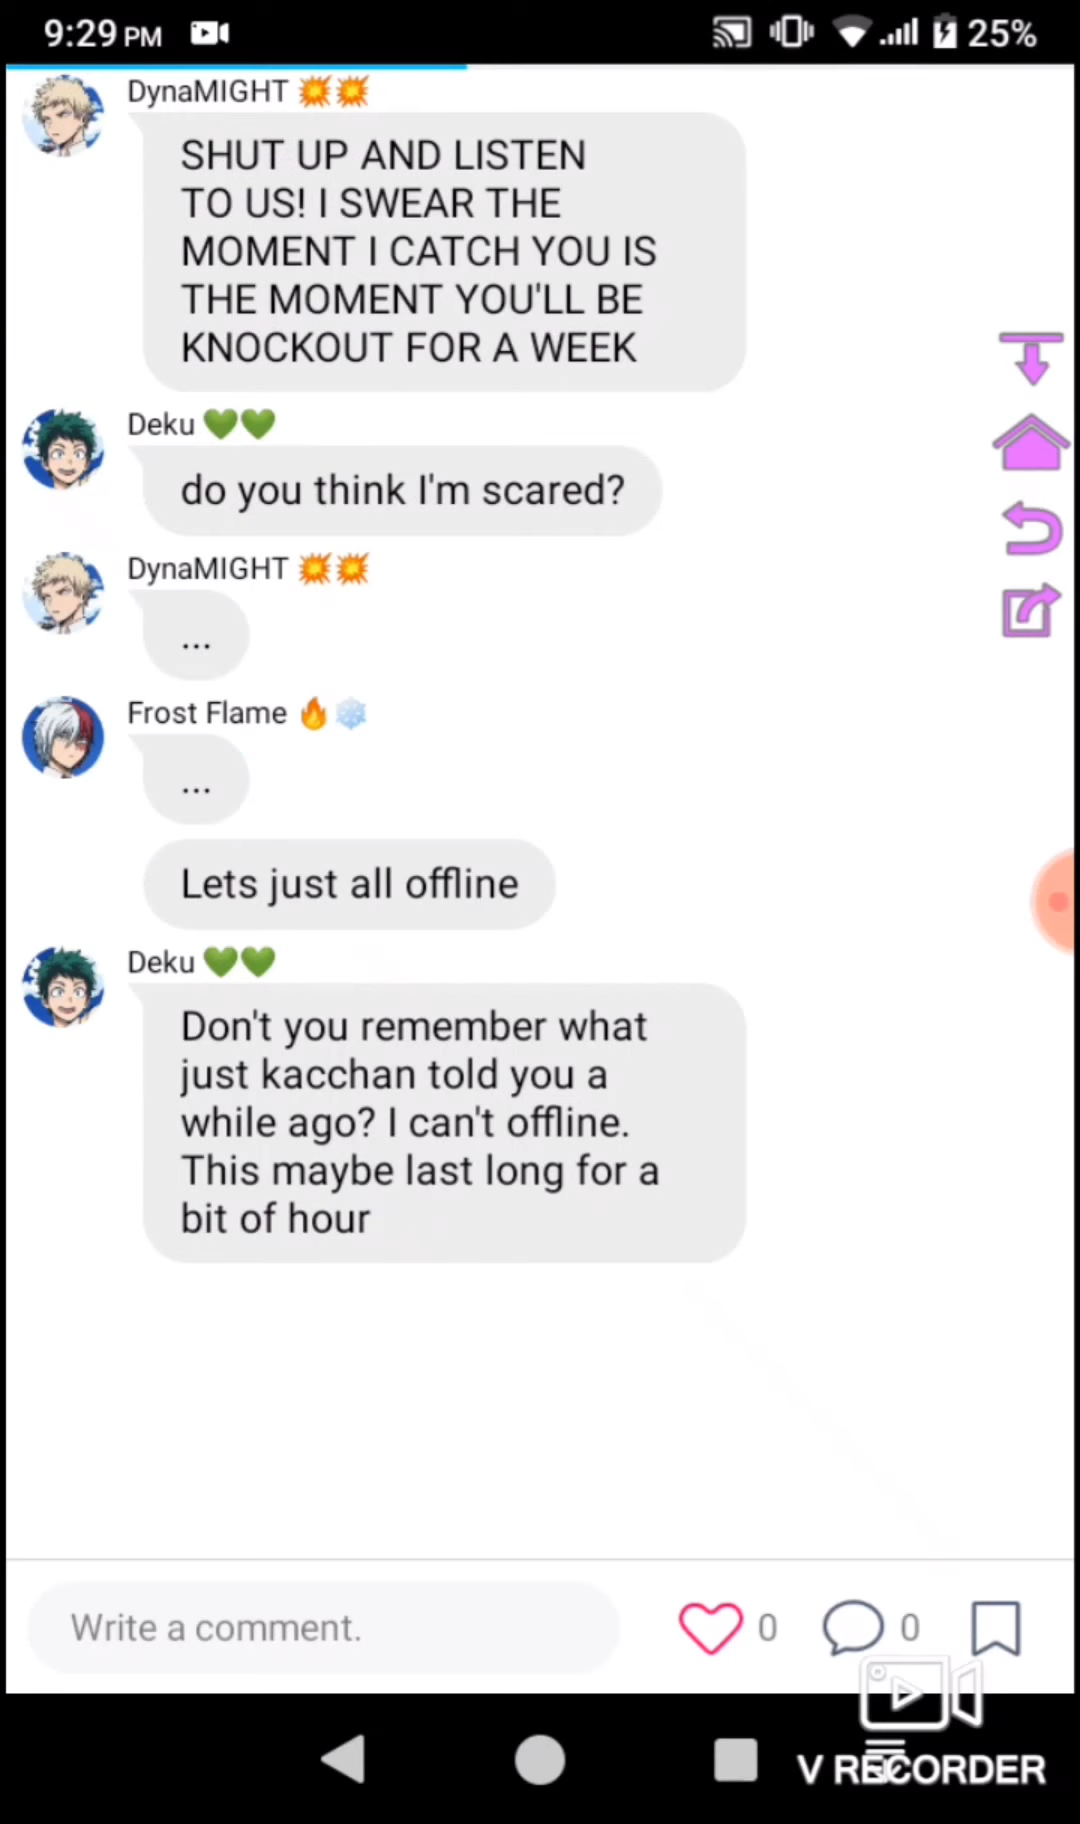 9:29 PM 25%
DynaMIGHT 💥💥
SHUT UP AND LISTEN
TO US! I SWEAR THE
MOMENT I CATCH YOU IS
THE MOMENT YOU'LL BE
KNOCKOUT FOR A WEEK
Deku 💚💚
do you think I'm scared?
DynaMIGHT 💥💥
...
Frost Flame 🔥❄️
...
Lets just all offline
Deku 💚💚
Don't you remember what
just kacchan told you a
while ago? I can't offline.
This maybe last long for a
bit of hour
Write a comment. 0 0
V RECORDER